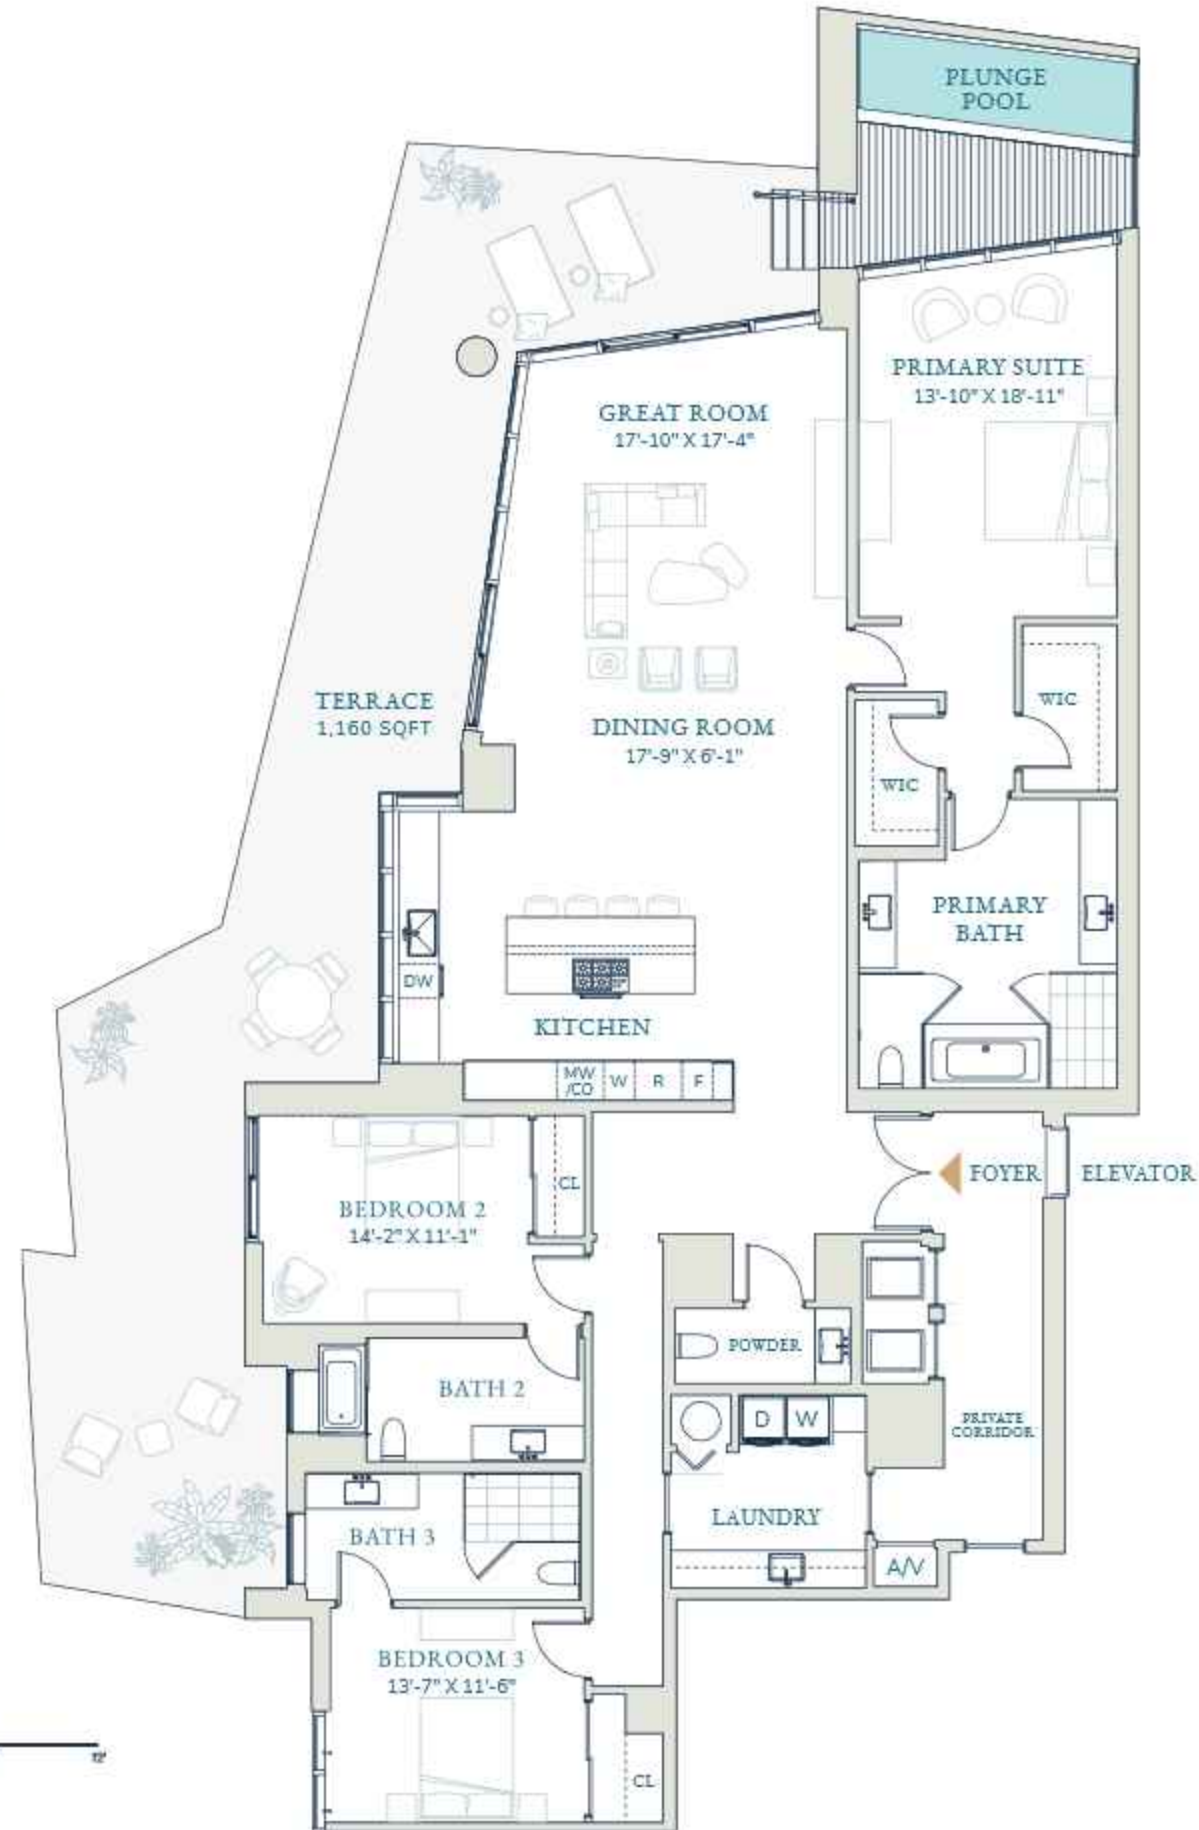 PLUNGE
POOL
PRIMARY SUITE
13'-10" X 18'-11"
GREAT ROOM
17'-10" X 17'-4"
TERRACE
1,160 SQFT
DINING ROOM
17'-9" X 6'-1"
WIC
WIC
PRIMARY
BATH
DW
KITCHEN
MW
/CO
W
R
F
FOYER
ELEVATOR
CL
BEDROOM 2
14'-2" X 11'-1"
POWDER
BATH 2
D
W
PRIVATE
CORRIDOR
LAUNDRY
BATH 3
A/V
BEDROOM 3
13'-7" X 11'-6"
CL
12'